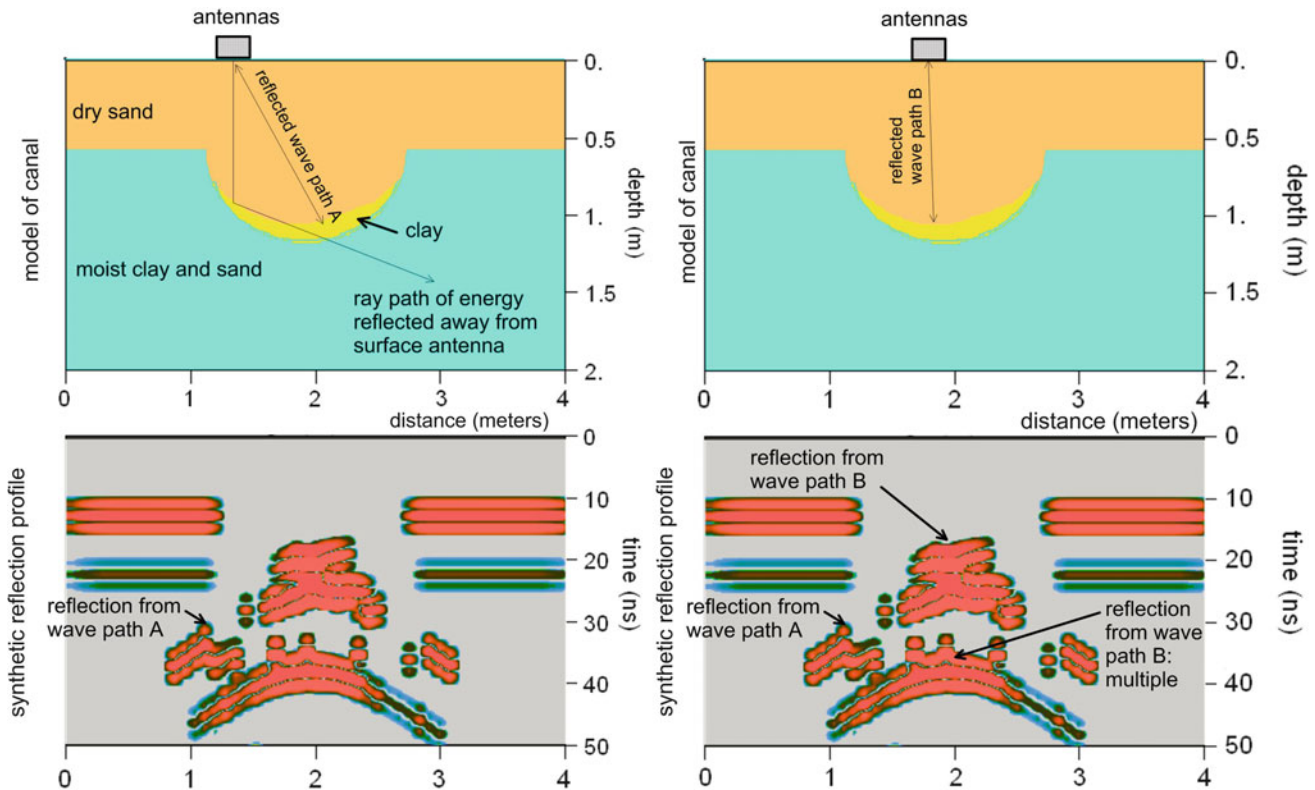 antennas
model of canal
dry sand
reflected wave path A
clay
moist clay and sand
ray path of energy
reflected away from
surface antenna
0.
0.5
1.
1.5
2.
depth (m)
0 1 2 3 4
distance (meters)
synthetic reflection profile
reflection from
wave path A
0
10
20
30
40
50
time (ns)
0 1 2 3 4
antennas
model of canal
reflected
wave path B
0.
0.5
1.
1.5
2.
depth (m)
0 1 2 3 4
distance (meters)
synthetic reflection profile
reflection from
wave path B
reflection from
wave path A
reflection
from wave
path B:
multiple
0
10
20
30
40
50
time (ns)
0 1 2 3 4